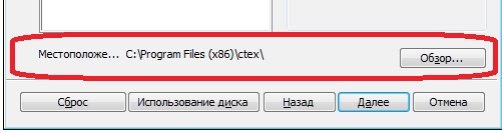 Местоположе... C:\Program Files (x86)\ctex\
Обзор...
Сброс Использование диска Назад Далее Отмена